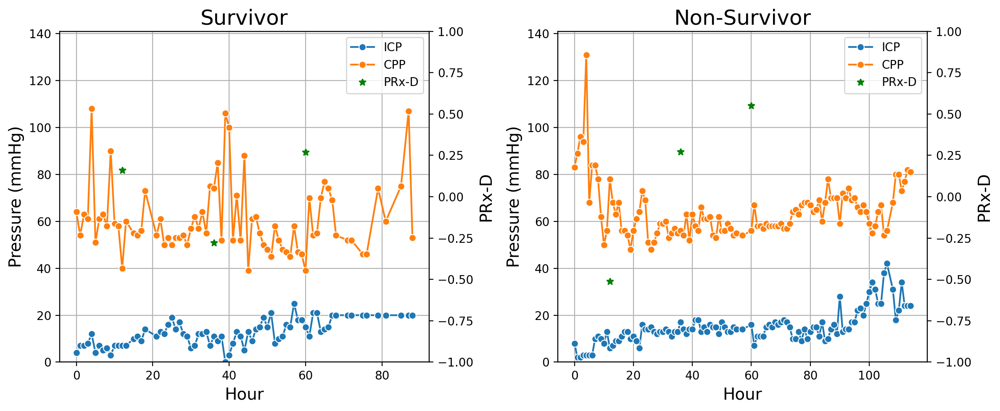 Survivor
Pressure (mmHg)
140
120
100
80
60
40
20
0
ICP
CPP
PRx-D
1.00
0.75
0.50
0.25
0.00
−0.25
−0.50
−0.75
−1.00
PRx-D
0 20 40 60 80
Hour
Non-Survivor
Pressure (mmHg)
140
120
100
80
60
40
20
0
ICP
CPP
PRx-D
1.00
0.75
0.50
0.25
0.00
−0.25
−0.50
−0.75
−1.00
PRx-D
0 20 40 60 80 100
Hour